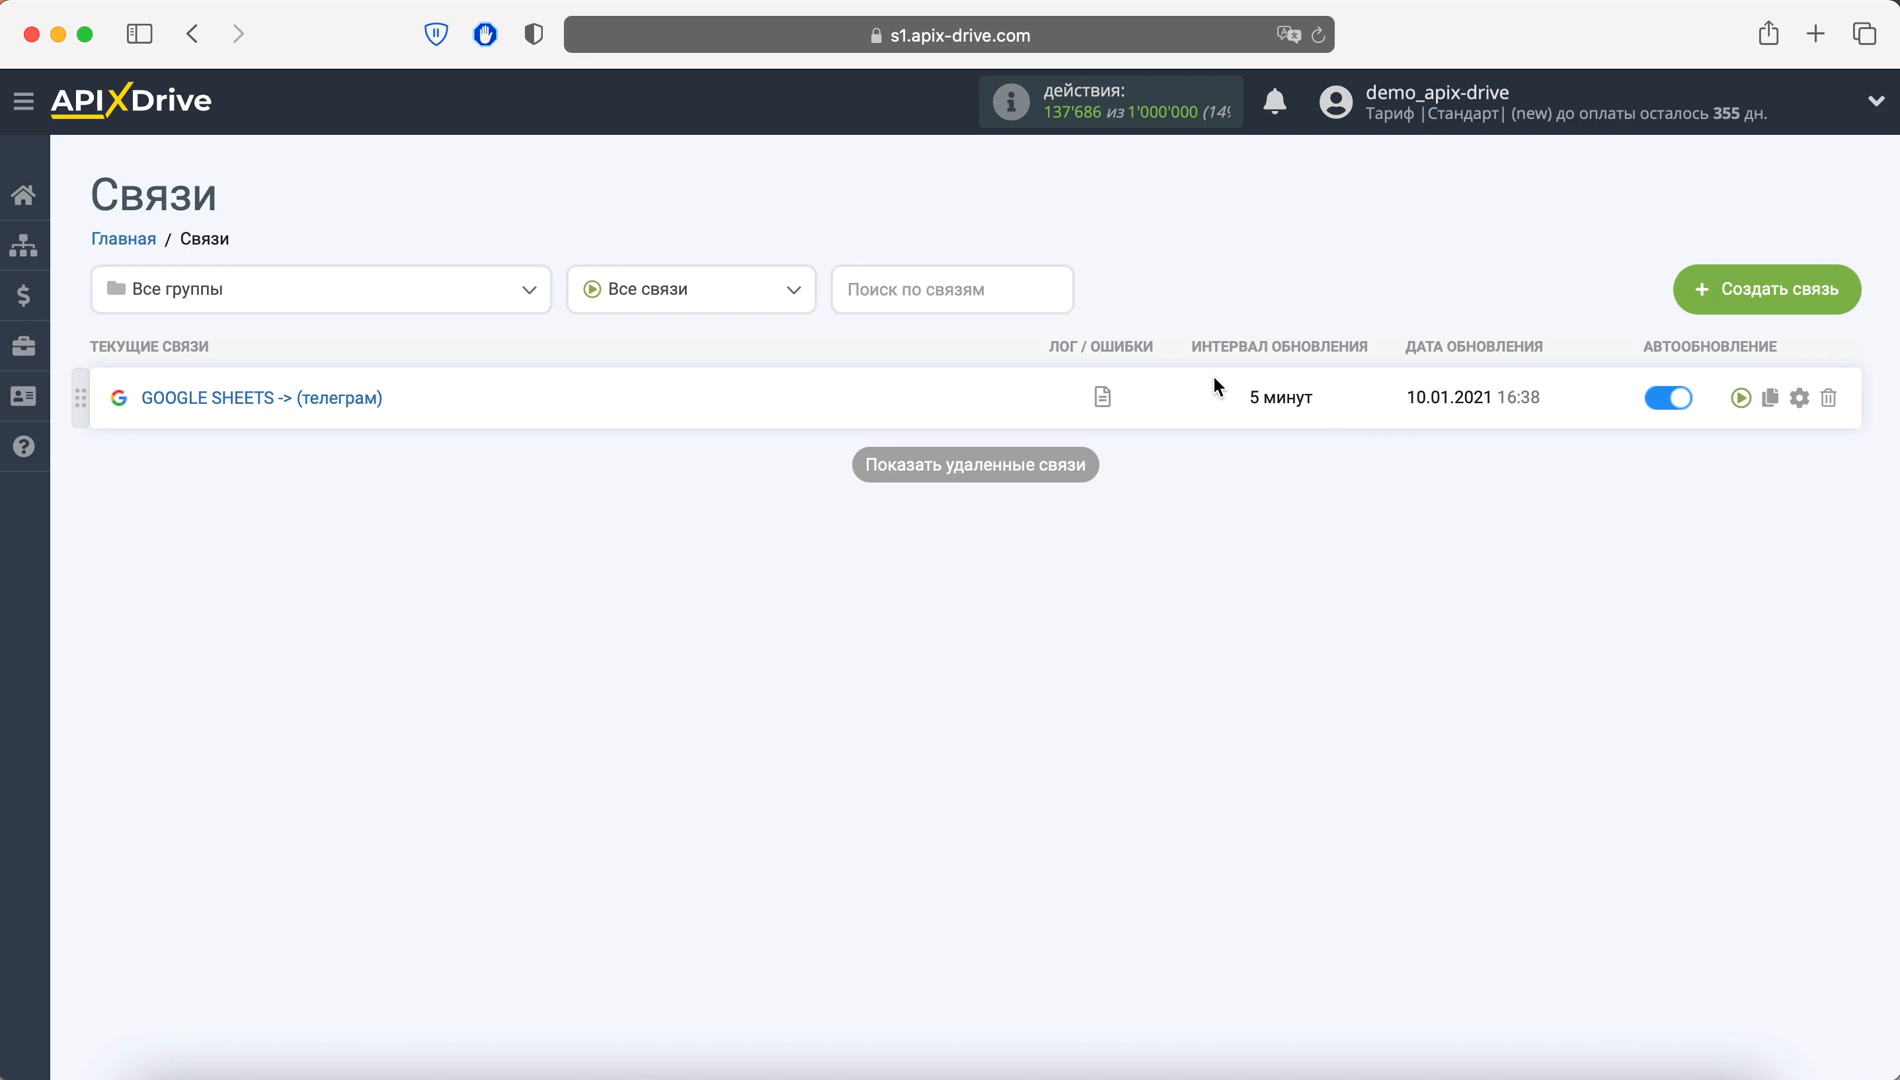 s1.apix-drive.com
APIXDrive
действия:
137'686 из 1'000'000 (14%
demo_apix-drive
Тариф |Стандарт| (new) до оплаты осталось 355 дн.
Связи
Главная / Связи
Все группы
Все связи
Поиск по связям
+ Создать связь
ТЕКУЩИЕ СВЯЗИ ЛОГ / ОШИБКИ ИНТЕРВАЛ ОБНОВЛЕНИЯ ДАТА ОБНОВЛЕНИЯ АВТООБНОВЛЕНИЕ
GOOGLE SHEETS -> (телеграм) 5 минут 10.01.2021 16:38
Показать удаленные связи